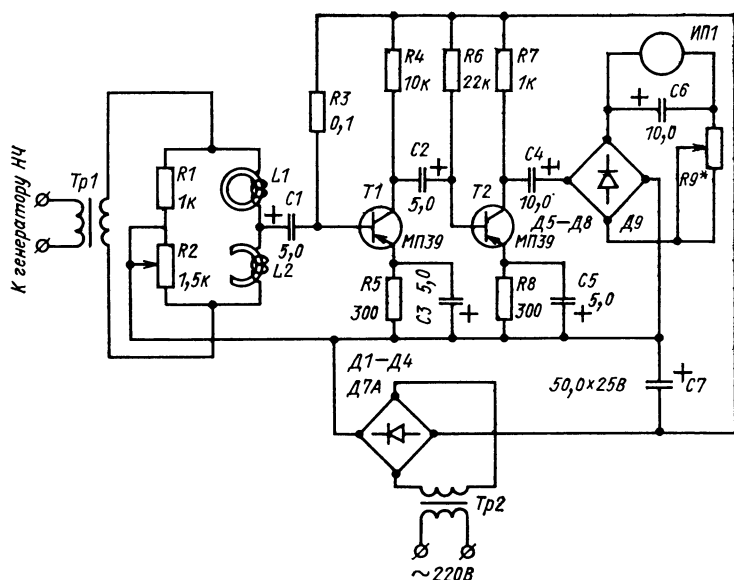 ИП1
R4
10к
R6
22к
R7
1к
C6
10,0
R3
0,1
R9*
К генератору НЧ
Тр1
R1
1к
L1
C1
5,0
R2
1,5к
L2
T1
МП39
C2
5,0
T2
МП39
C4
10,0
Д5–Д8
Д9
R5
300
C3 5,0
R8
300
C5
5,0
Д1–Д4
Д7А
50,0×25В
C7
Тр2
~220В